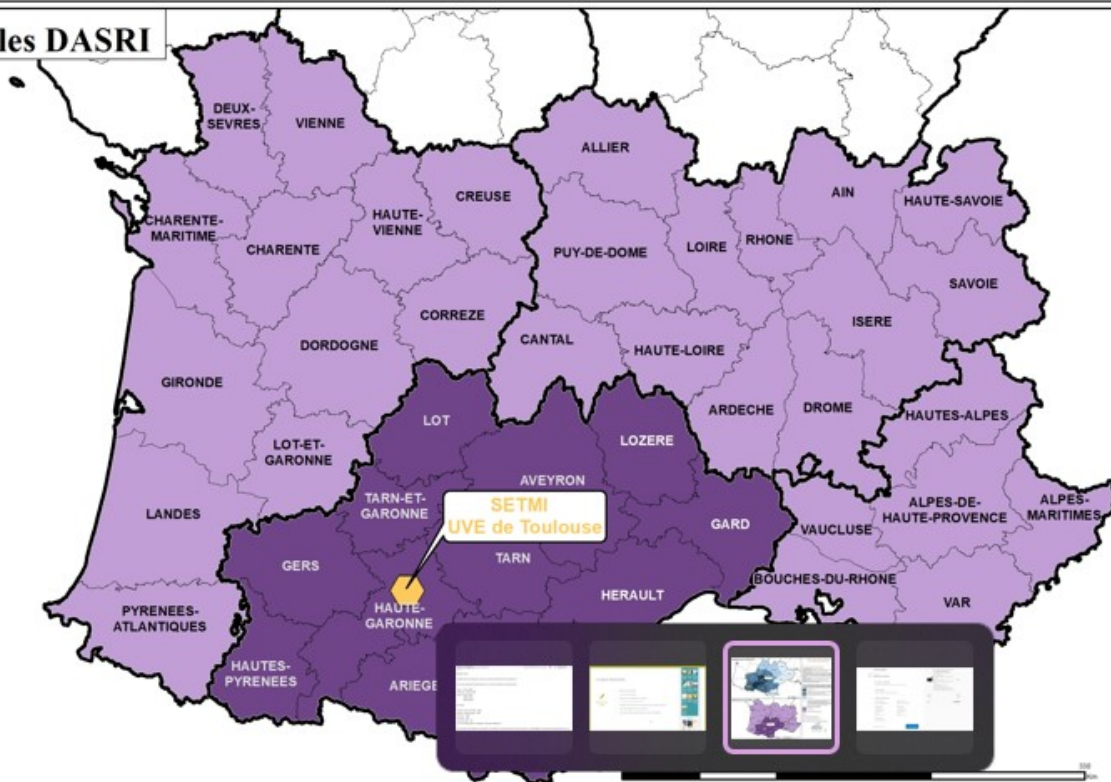 les DASRI
DEUX-
SEVRES
VIENNE
ALLIER
CREUSE
AIN
HAUTE-SAVOIE
CHARENTE-
MARITIME
CHARENTE
HAUTE-
VIENNE
PUY-DE-DOME
LOIRE
RHONE
SAVOIE
CORREZE
ISERE
DORDOGNE
CANTAL
HAUTE-LOIRE
GIRONDE
ARDECHE
DROME
HAUTES-ALPES
LOT
LOT-ET-
GARONNE
LOZERE
AVEYRON
TARN-ET-
GARONNE
SETMI
UVE de Toulouse
LANDES
GARD
VAUCLUSE
ALPES-DE-
HAUTE-PROVENCE
ALPES-
MARITIMES
GERS
TARN
HERAULT
BOUCHES-DU-RHONE
VAR
PYRENEES-
ATLANTIQUES
HAUTE-
GARONNE
HAUTES-
PYRENEES
ARIEGE